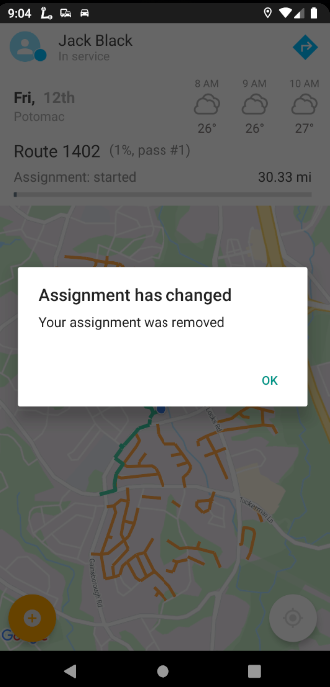 9:04
Jack Black
In service
8 AM 9 AM 10 AM
Fri, 12th
Potomac
26° 26° 27°
Route 1402 (1%, pass #1)
Assignment: started 30.33 mi
Assignment has changed
Your assignment was removed
OK
Google